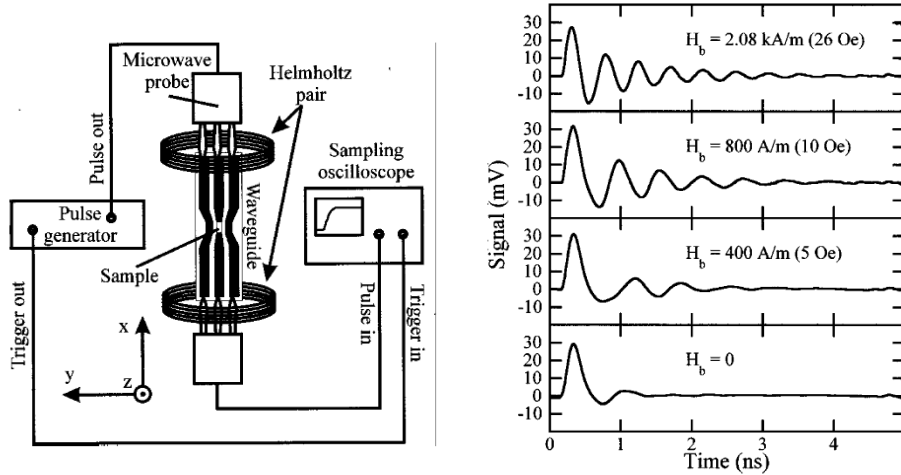 Microwave
probe
Helmholtz
pair
Pulse out
Sampling
oscilloscope
Pulse
generator
Waveguide
Sample
Trigger out
Pulse in
Trigger in
x
y
z
Signal (mV)
30
20
10
0
-10
H_b = 2.08 kA/m (26 Oe)
30
20
10
0
-10
H_b = 800 A/m (10 Oe)
30
20
10
0
-10
H_b = 400 A/m (5 Oe)
30
20
10
0
-10
H_b = 0
0 1 2 3 4
Time (ns)